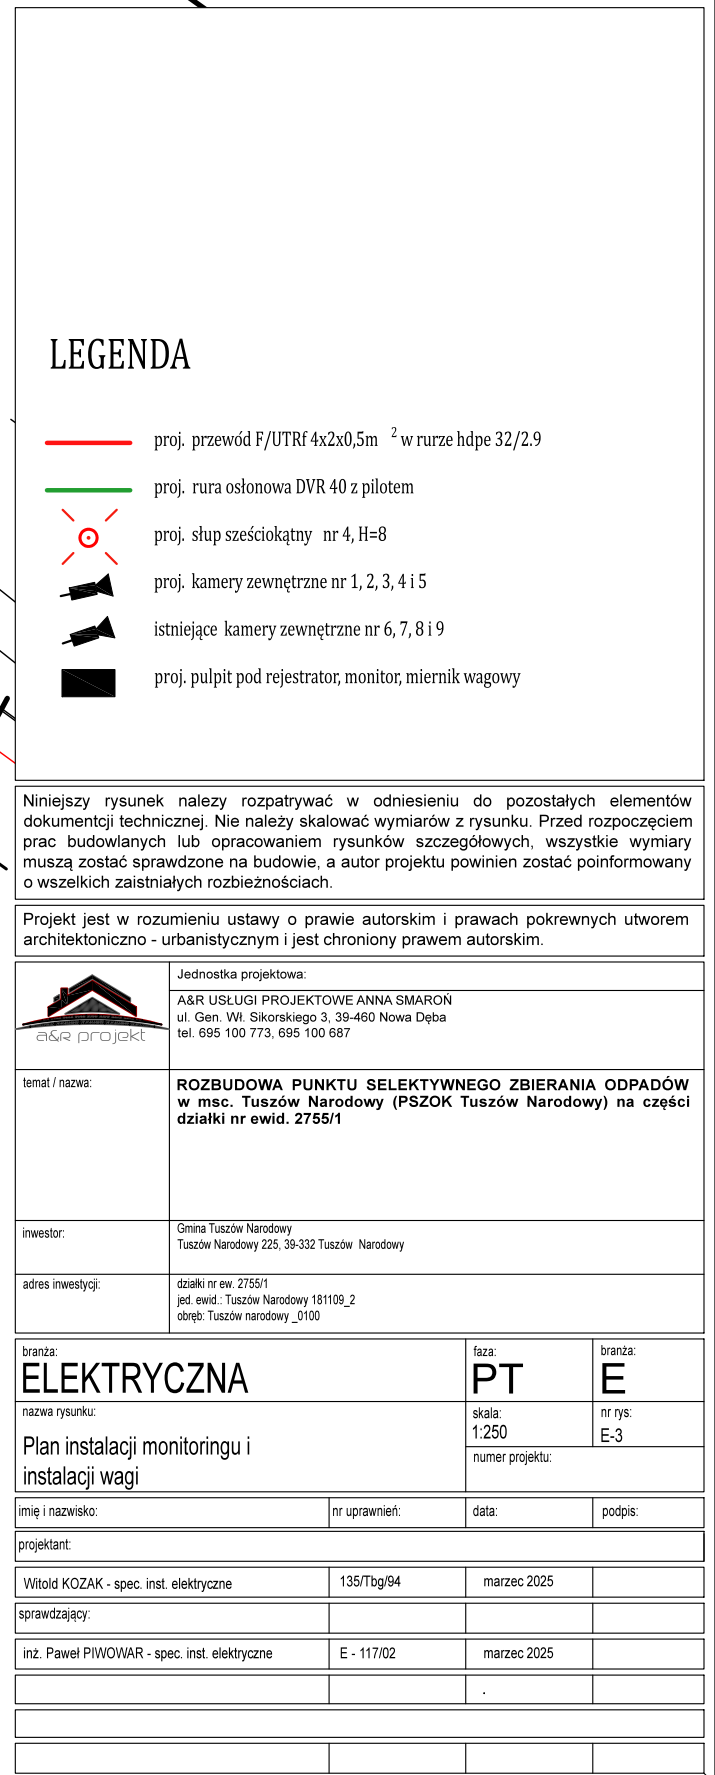 LEGENDA
proj. przewód F/UTRf 4x2x0,5m 2 w rurze hdpe 32/2.9
proj. rura osłonowa DVR 40 z pilotem
proj. słup sześciokątny nr 4, H=8
proj. kamery zewnętrzne nr 1, 2, 3, 4 i 5
istniejące kamery zewnętrzne nr 6, 7, 8 i 9
proj. pulpit pod rejestrator, monitor, miernik wagowy
Niniejszy rysunek nalezy rozpatrywać w odniesieniu do pozostałych elementów
dokumentcji technicznej. Nie należy skalować wymiarów z rysunku. Przed rozpoczęciem
prac budowlanych lub opracowaniem rysunków szczegółowych, wszystkie wymiary
muszą zostać sprawdzone na budowie, a autor projektu powinien zostać poinformowany
o wszelkich zaistniałych rozbieżnościach.
Projekt jest w rozumieniu ustawy o prawie autorskim i prawach pokrewnych utworem
architektoniczno - urbanistycznym i jest chroniony prawem autorskim.
a&R projekt
Jednostka projektowa:
A&R USŁUGI PROJEKTOWE ANNA SMAROŃ
ul. Gen. Wł. Sikorskiego 3, 39-460 Nowa Dęba
tel. 695 100 773, 695 100 687
temat / nazwa:
ROZBUDOWA PUNKTU SELEKTYWNEGO ZBIERANIA ODPADÓW
w msc. Tuszów Narodowy (PSZOK Tuszów Narodowy) na części
działki nr ewid. 2755/1
inwestor:
Gmina Tuszów Narodowy
Tuszów Narodowy 225, 39-332 Tuszów Narodowy
adres inwestycji:
działki nr ew. 2755/1
jed. ewid.: Tuszów Narodowy 181109_2
obręb: Tuszów narodowy _0100
branża:
ELEKTRYCZNA
faza:
PT
branża:
E
nazwa rysunku:
Plan instalacji monitoringu i
instalacji wagi
skala:
1:250
nr rys:
E-3
numer projektu:
imię i nazwisko: nr uprawnień: data: podpis:
projektant:
Witold KOZAK - spec. inst. elektryczne 135/Tbg/94 marzec 2025
sprawdzający:
inż. Paweł PIWOWAR - spec. inst. elektryczne E - 117/02 marzec 2025
.